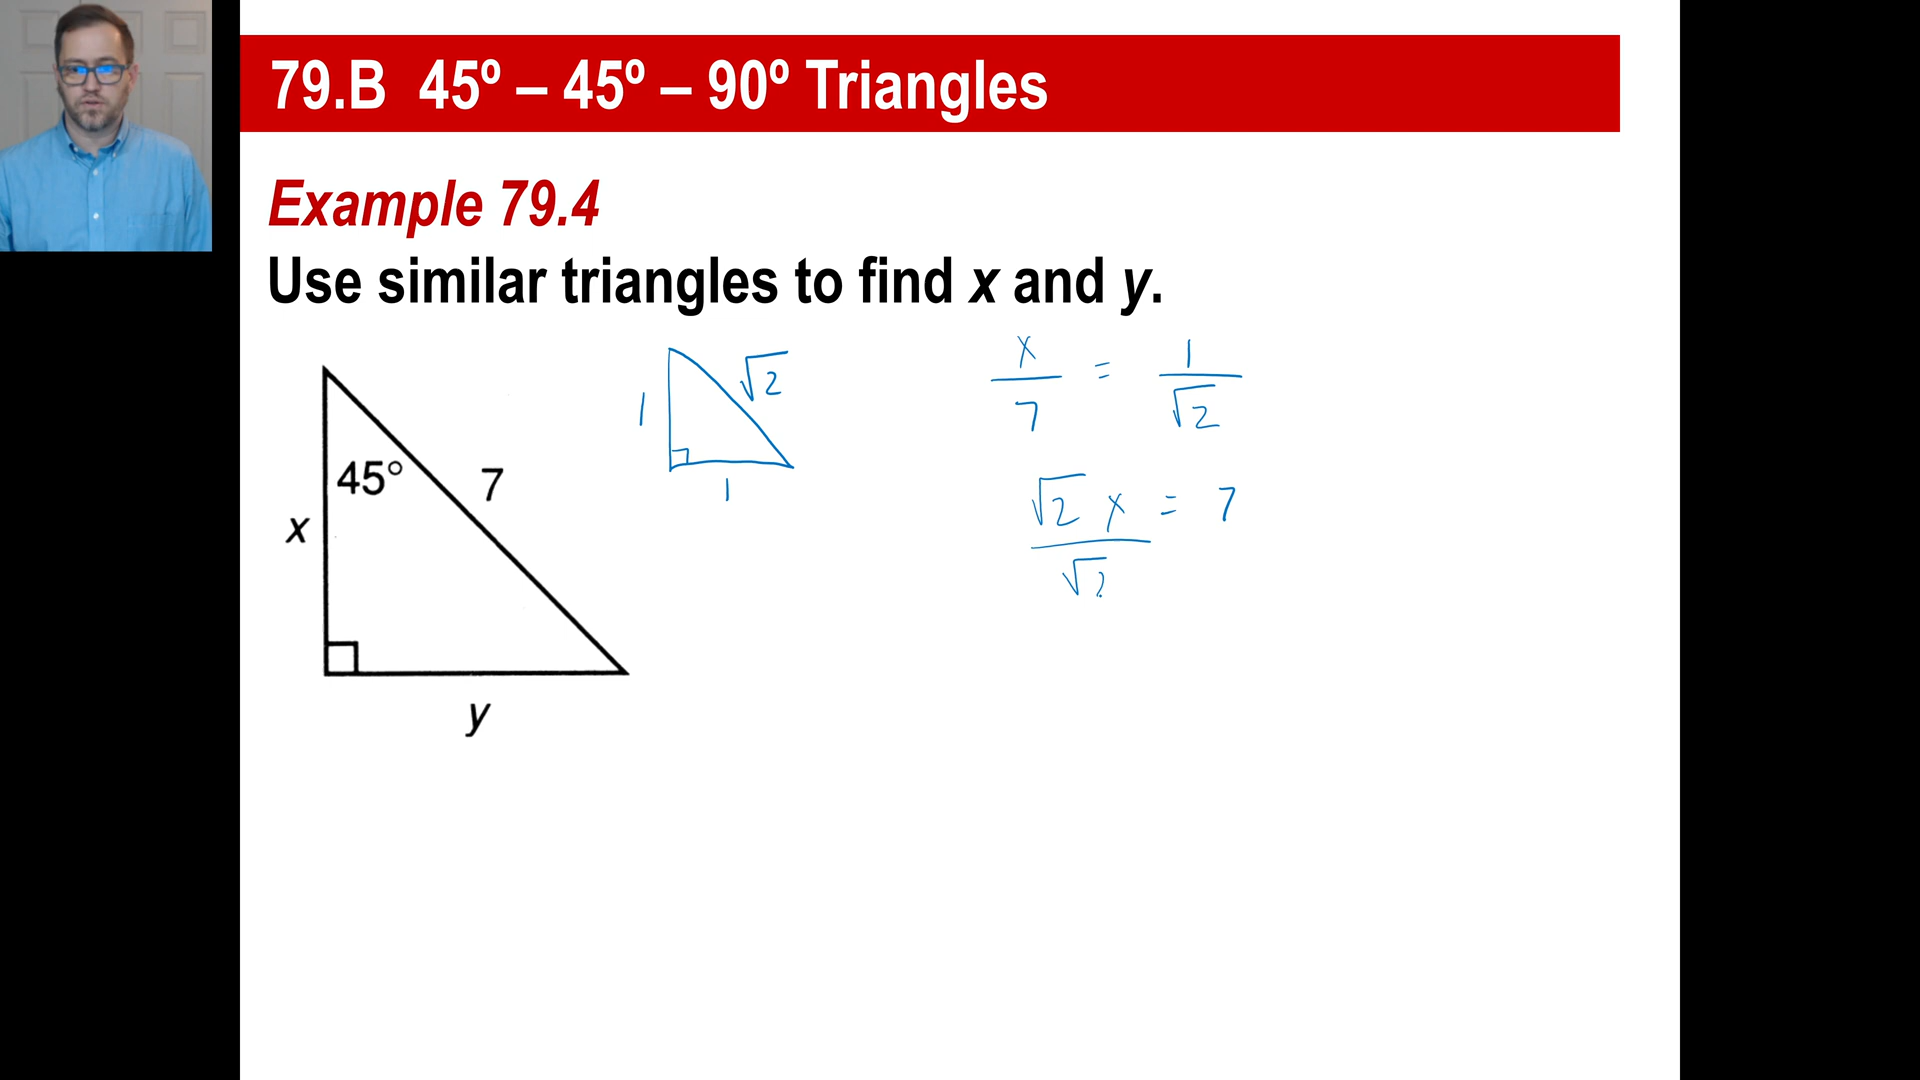 79.B 45º – 45º – 90º Triangles
Example 79.4
Use similar triangles to find x and y.
45°
7
x
y
1
√2
1
x/7 = 1/√2
√2 x / √2 = 7